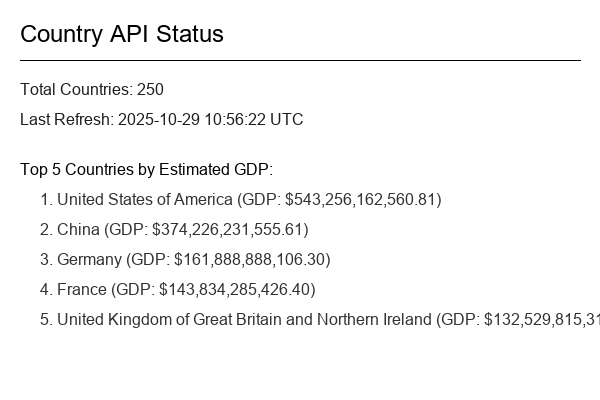 Country API Status
Total Countries: 250
Last Refresh: 2025-10-29 10:56:22 UTC
Top 5 Countries by Estimated GDP:
1. United States of America (GDP: $543,256,162,560.81)
2. China (GDP: $374,226,231,555.61)
3. Germany (GDP: $161,888,888,106.30)
4. France (GDP: $143,834,285,426.40)
5. United Kingdom of Great Britain and Northern Ireland (GDP: $132,529,815,31